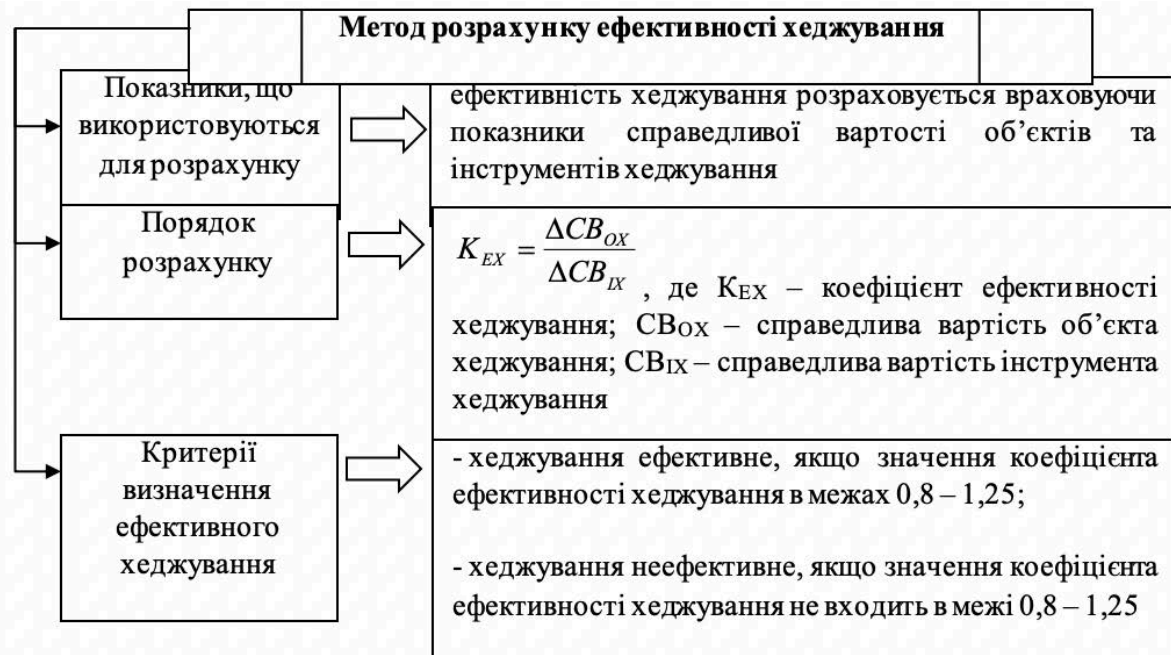 Метод розрахунку ефективності хеджування
Показники, що
використовуються
для розрахунку
ефективність хеджування розраховується враховуючи
показники справедливої вартості об’єктів та
інструментів хеджування
Порядок
розрахунку
K_EX = ΔCB_OX / ΔCB_IX , де К_ЕХ – коефіцієнт ефективності
хеджування; СВ_ОХ – справедлива вартість об’єкта
хеджування; СВ_ІХ – справедлива вартість інструмента
хеджування
Критерії
визначення
ефективного
хеджування
- хеджування ефективне, якщо значення коефіцієнта
ефективності хеджування в межах 0,8 – 1,25;
- хеджування неефективне, якщо значення коефіцієнта
ефективності хеджування не входить в межі 0,8 – 1,25